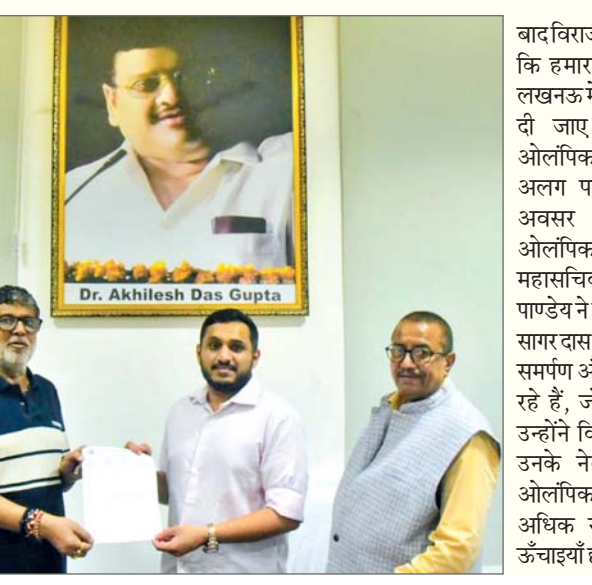 Dr. Akhilesh Das Gupta
बाद
कि हमार
लखनऊ में
दी जाए
ओलंपिक
अलग
अवसर
ओलंपिक
महासचिव
पाण्डेय ने
सागर दास
समर्पण
रहे हैं,
उन्होंने
उनके
ओलंपिक
अधिक
ऊँचाइयाँ